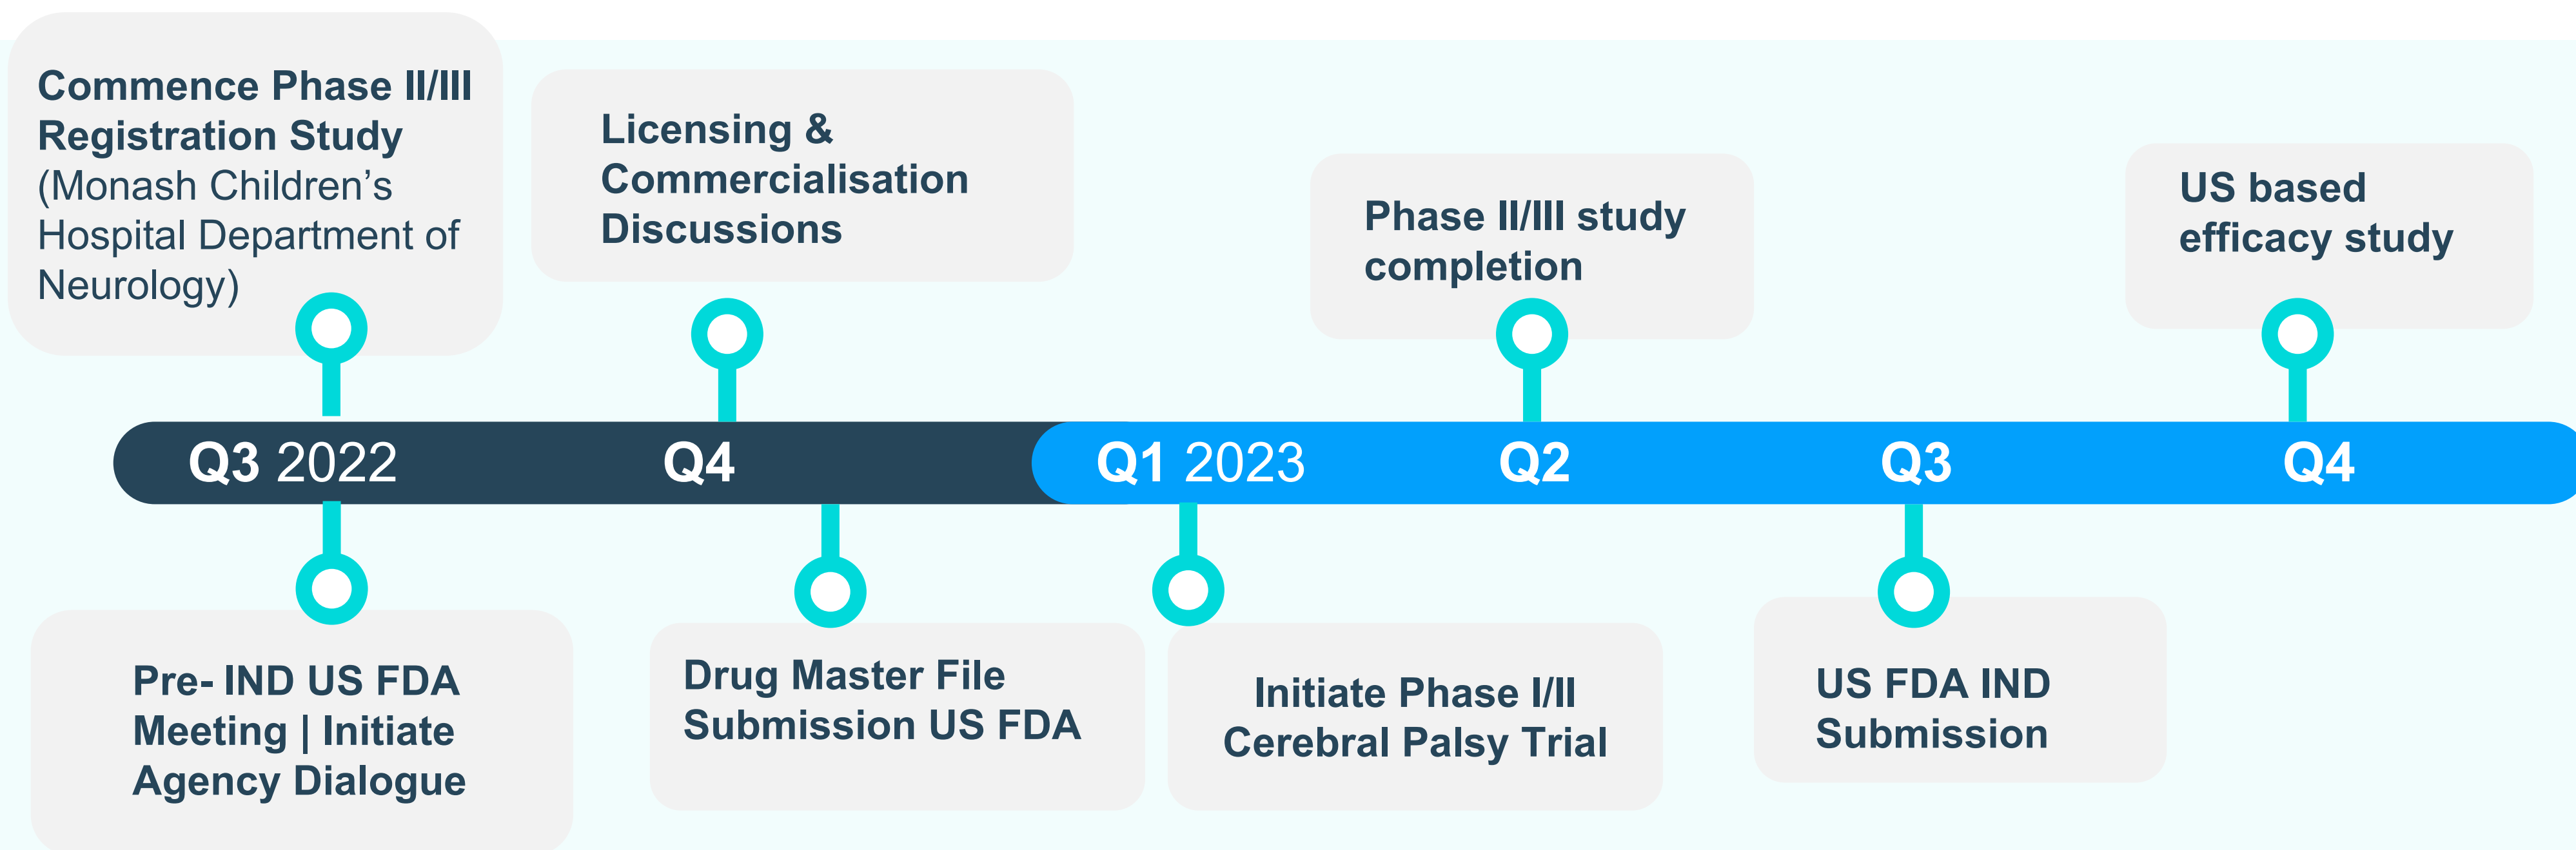 Commence Phase II/III
Registration Study
(Monash Children’s
Hospital Department of
Neurology)
Licensing &
Commercialisation
Discussions
Phase II/III study
completion
US based
efficacy study
Q3 2022
Q4
Q1 2023
Q2
Q3
Q4
Pre- IND US FDA
Meeting | Initiate
Agency Dialogue
Drug Master File
Submission US FDA
Initiate Phase I/II
Cerebral Palsy Trial
US FDA IND
Submission